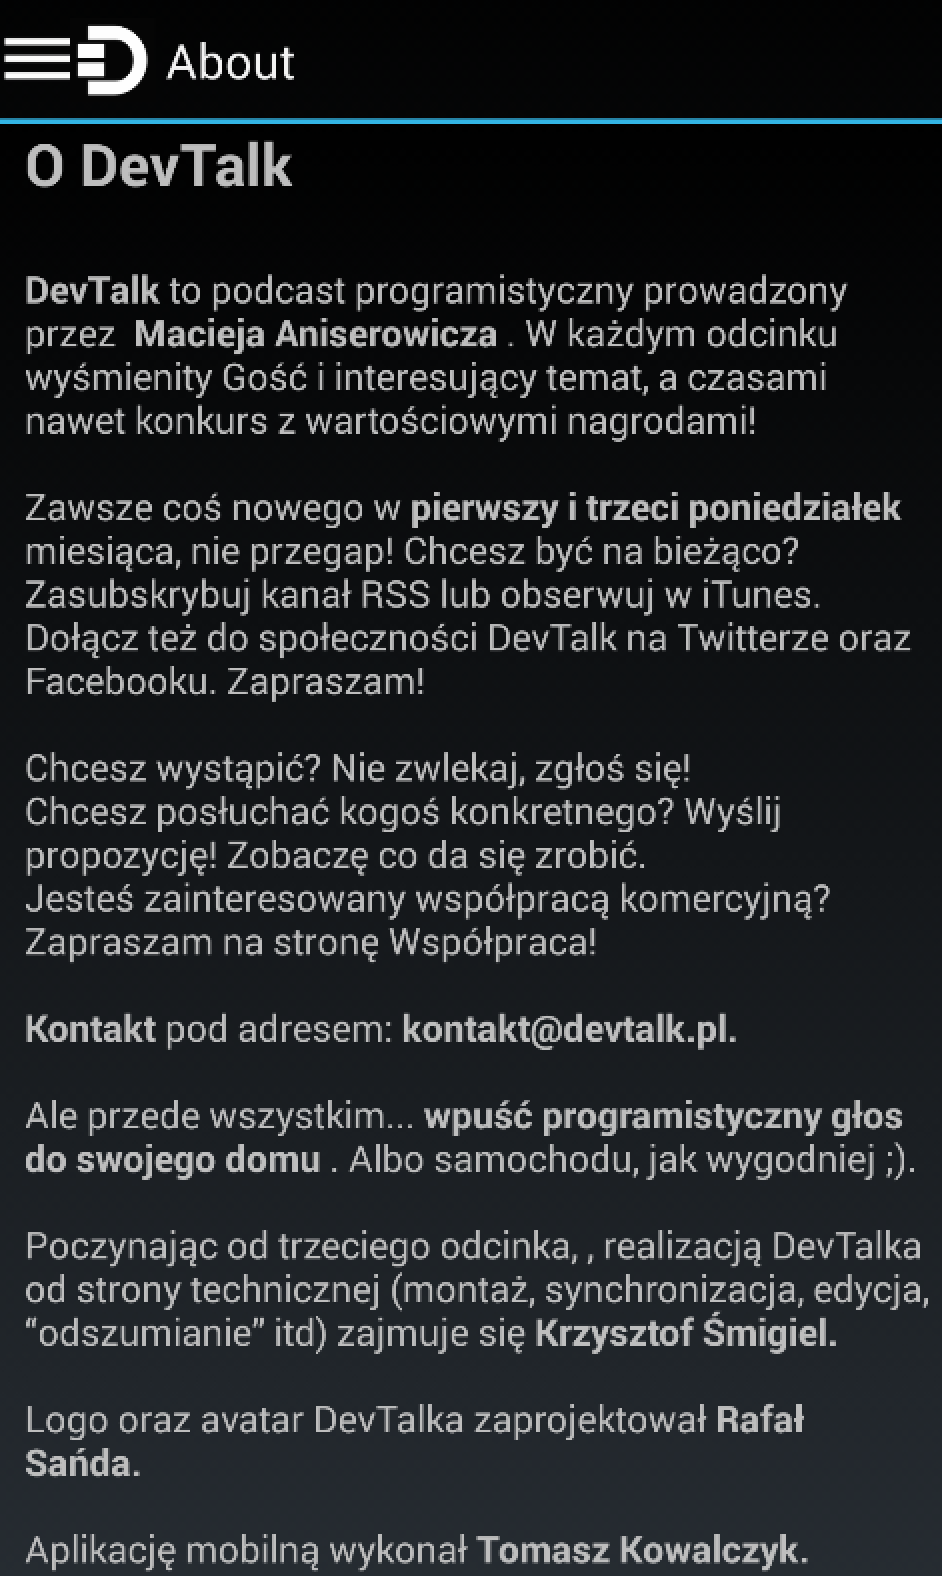 About
O DevTalk
DevTalk to podcast programistyczny prowadzony
przez Macieja Aniserowicza . W każdym odcinku
wyśmienity Gość i interesujący temat, a czasami
nawet konkurs z wartościowymi nagrodami!
Zawsze coś nowego w pierwszy i trzeci poniedziałek
miesiąca, nie przegap! Chcesz być na bieżąco?
Zasubskrybuj kanał RSS lub obserwuj w iTunes.
Dołącz też do społeczności DevTalk na Twitterze oraz
Facebooku. Zapraszam!
Chcesz wystąpić? Nie zwlekaj, zgłoś się!
Chcesz posłuchać kogoś konkretnego? Wyślij
propozycję! Zobaczę co da się zrobić.
Jesteś zainteresowany współpracą komercyjną?
Zapraszam na stronę Współpraca!
Kontakt pod adresem: kontakt@devtalk.pl.
Ale przede wszystkim... wpuść programistyczny głos
do swojego domu . Albo samochodu, jak wygodniej ;).
Poczynając od trzeciego odcinka, , realizacją DevTalka
od strony technicznej (montaż, synchronizacja, edycja,
“odszumianie” itd) zajmuje się Krzysztof Śmigiel.
Logo oraz avatar DevTalka zaprojektował Rafał
Sańda.
Aplikację mobilną wykonał Tomasz Kowalczyk.